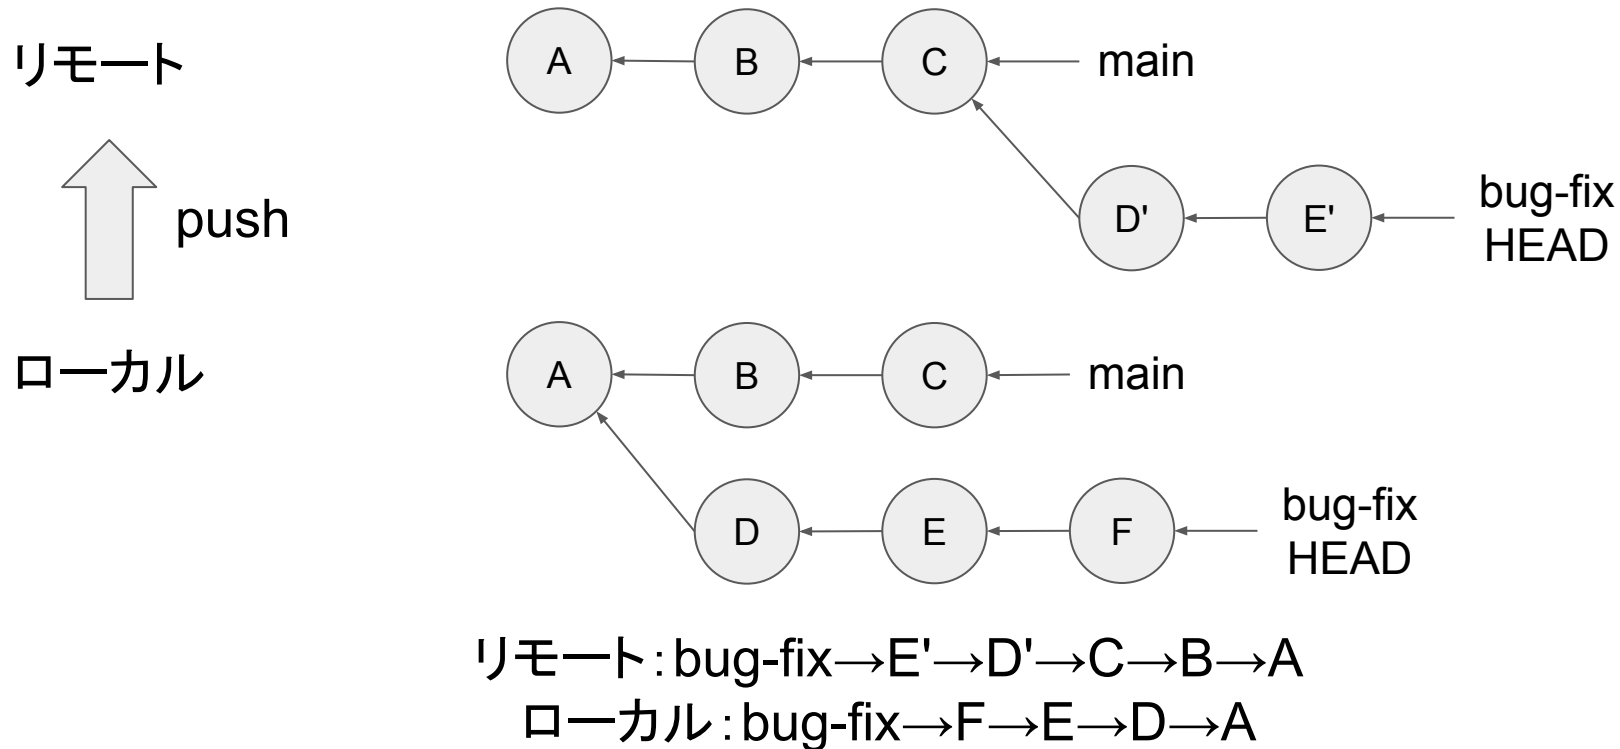 リモート
A
B
C
main
push
D'
E'
bug-fix
HEAD
ローカル
A
B
C
main
D
E
F
bug-fix
HEAD
リモート:bug-fix→E'→D'→C→B→A
ローカル:bug-fix→F→E→D→A